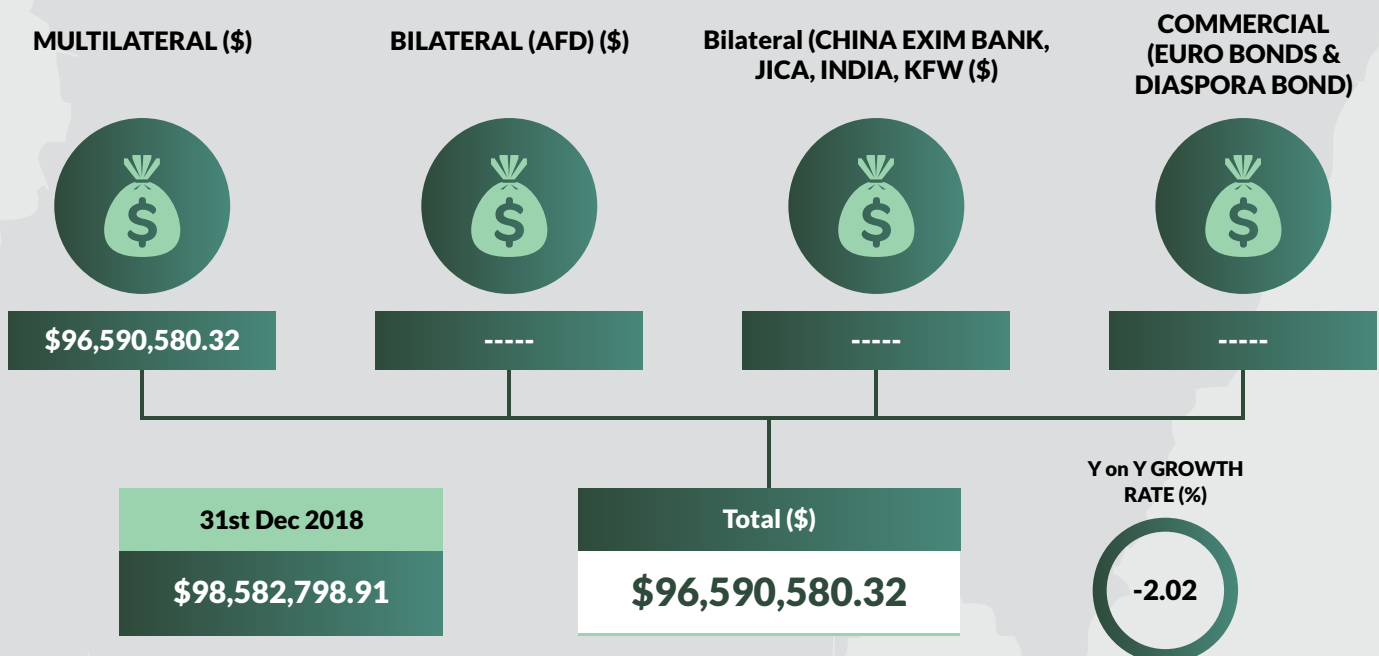 MULTILATERAL ($)
BILATERAL (AFD) ($)
Bilateral (CHINA EXIM BANK,
JICA, INDIA, KFW ($)
COMMERCIAL
(EURO BONDS &
DIASPORA BOND)
$
$
$
$
$96,590,580.32
-----
-----
-----
31st Dec 2018
$98,582,798.91
Total ($)
$96,590,580.32
Y on Y GROWTH
RATE (%)
-2.02